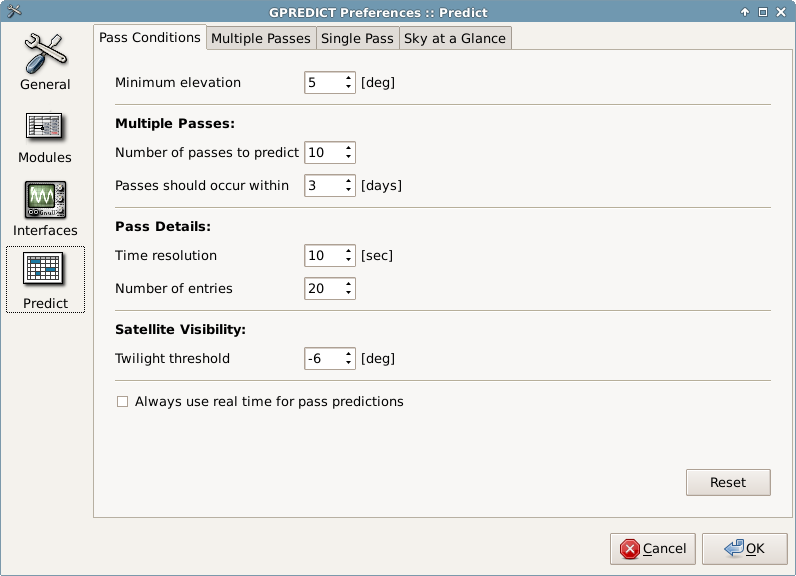 GPREDICT Preferences :: Predict
General
Modules
Interfaces
Predict
Pass Conditions Multiple Passes Single Pass Sky at a Glance
Minimum elevation 5 [deg]
Multiple Passes:
Number of passes to predict 10
Passes should occur within 3 [days]
Pass Details:
Time resolution 10 [sec]
Number of entries 20
Satellite Visibility:
Twilight threshold -6 [deg]
Always use real time for pass predictions
Reset
Cancel OK